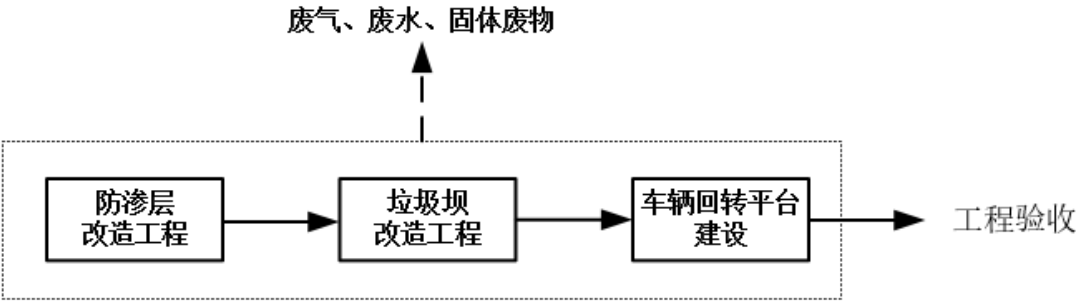 废气、废水、固体废物
防渗层
改造工程
垃圾坝
改造工程
车辆回转平台
建设
工程验收